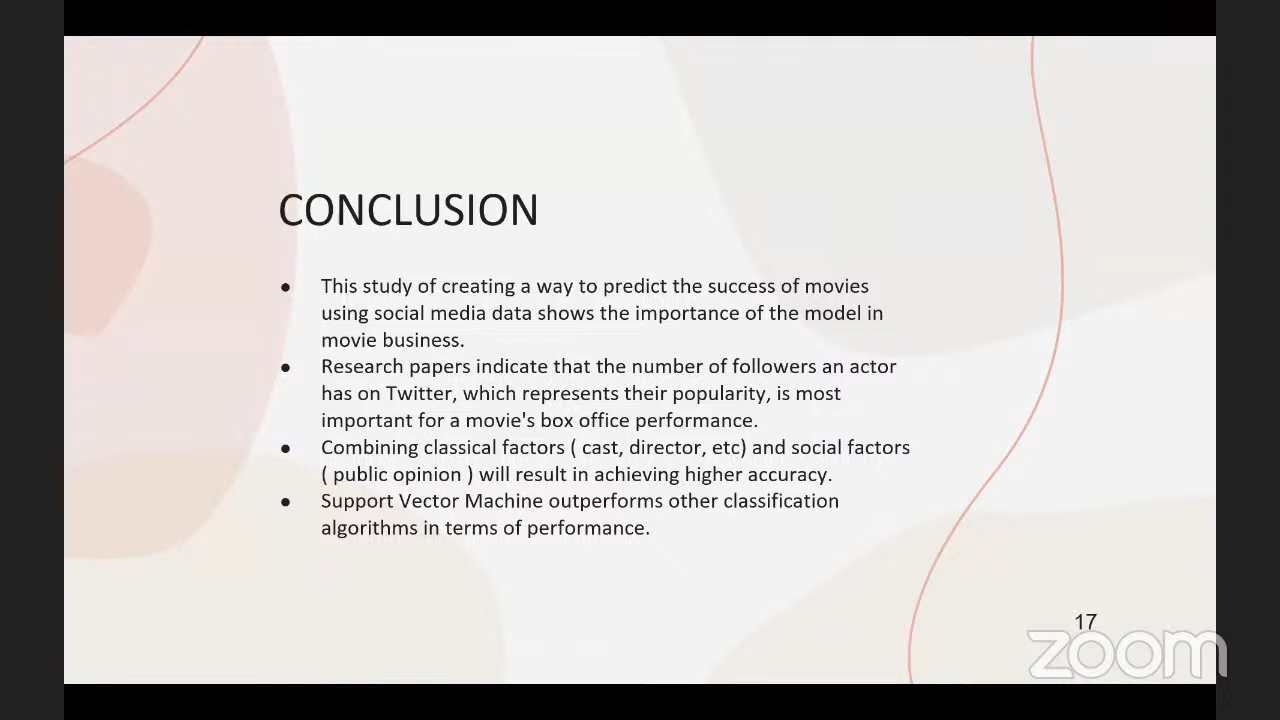 CONCLUSION
● This study of creating a way to predict the success of movies
using social media data shows the importance of the model in
movie business.
● Research papers indicate that the number of followers an actor
has on Twitter, which represents their popularity, is most
important for a movie's box office performance.
● Combining classical factors ( cast, director, etc) and social factors
( public opinion ) will result in achieving higher accuracy.
● Support Vector Machine outperforms other classification
algorithms in terms of performance.
17
zoom